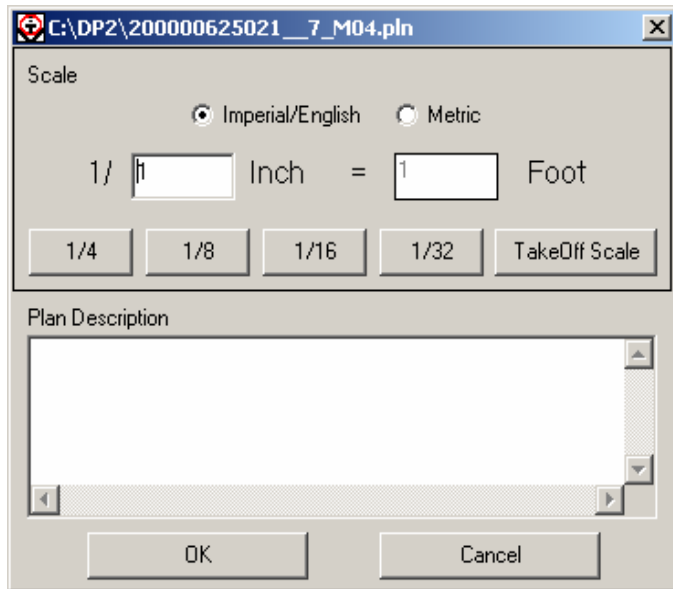 C:\DP2\200000625021__7_M04.pln
Scale
Imperial/English Metric
1/ 1 Inch = 1 Foot
1/4 1/8 1/16 1/32 TakeOff Scale
Plan Description
OK Cancel